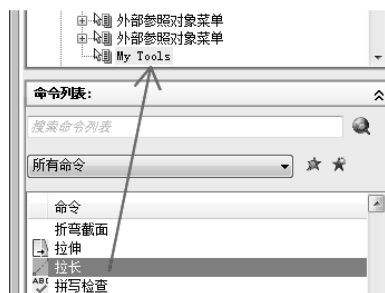 外部参照对象菜单
外部参照对象菜单
My Tools
命令列表:
搜索命令列表
所有命令
命令
折弯截面
拉伸
拉长
ABC 拼写检查